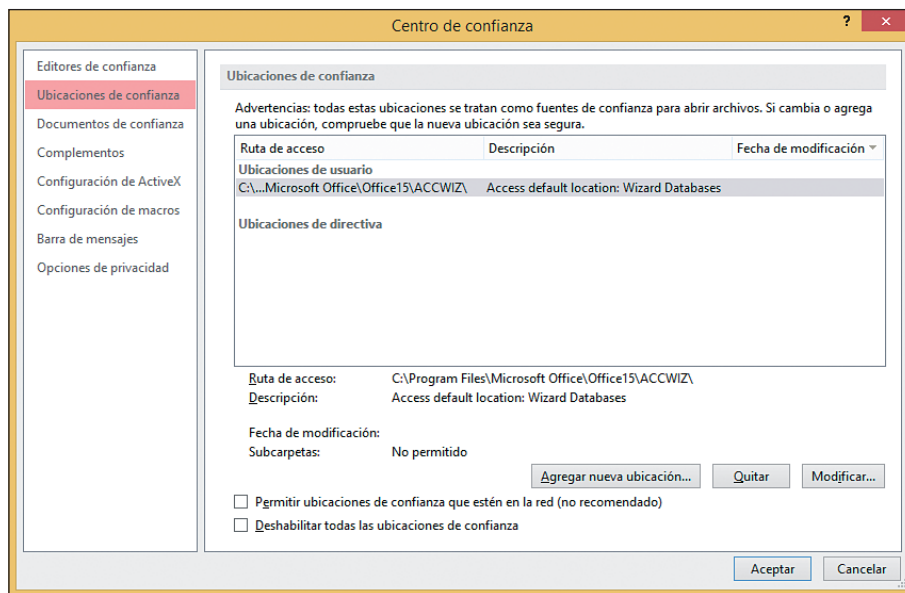 Centro de confianza
? ×
Editores de confianza
Ubicaciones de confianza
Documentos de confianza
Complementos
Configuración de ActiveX
Configuración de macros
Barra de mensajes
Opciones de privacidad
Ubicaciones de confianza
Advertencias: todas estas ubicaciones se tratan como fuentes de confianza para abrir archivos. Si cambia o agrega
una ubicación, compruebe que la nueva ubicación sea segura.
Ruta de acceso Descripción Fecha de modificación
Ubicaciones de usuario
C:\...Microsoft Office\Office15\ACCWIZ\ Access default location: Wizard Databases
Ubicaciones de directiva
Ruta de acceso: C:\Program Files\Microsoft Office\Office15\ACCWIZ\
Descripción: Access default location: Wizard Databases
Fecha de modificación:
Subcarpetas: No permitido
Agregar nueva ubicación... Quitar Modificar...
Permitir ubicaciones de confianza que estén en la red (no recomendado)
Deshabilitar todas las ubicaciones de confianza
Aceptar Cancelar